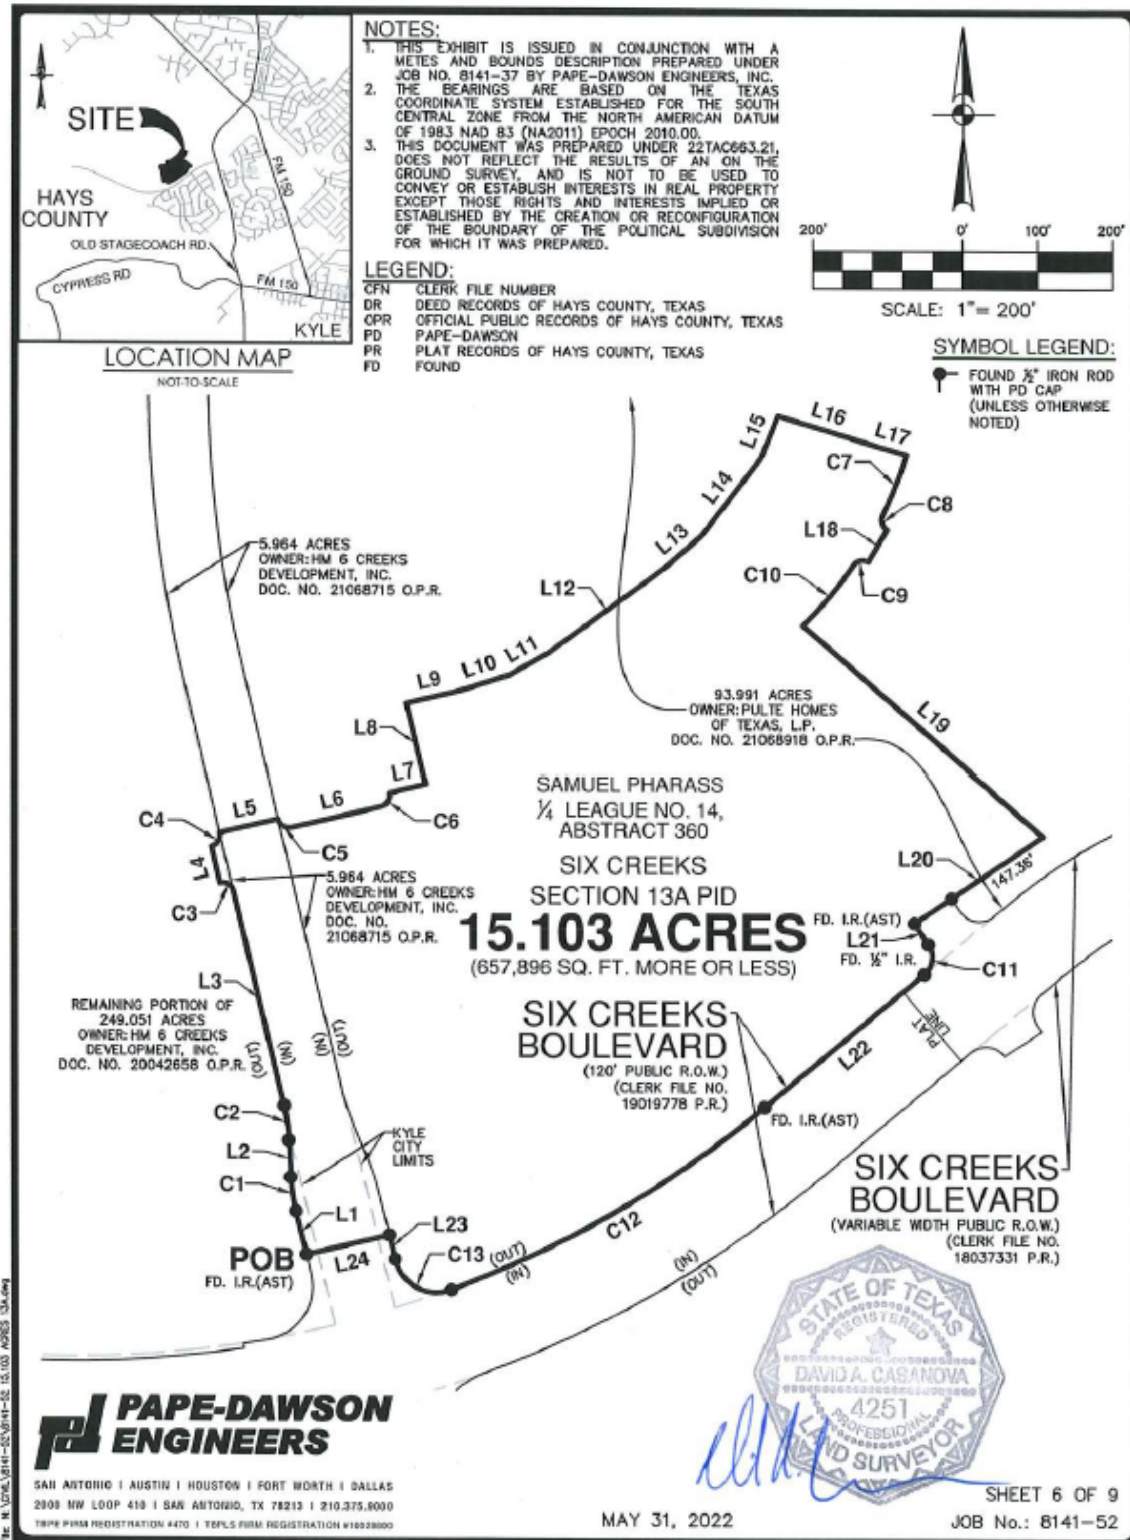 SITE
HAYS
COUNTY
OLD STAGECOACH RD.
CYPRESS RD
FM 150
FM 150
KYLE
LOCATION MAP
NOT-TO-SCALE
NOTES:
1. THIS EXHIBIT IS ISSUED IN CONJUNCTION WITH A
METES AND BOUNDS DESCRIPTION PREPARED UNDER
JOB NO. 8141-37 BY PAPE-DAWSON ENGINEERS, INC.
2. THE BEARINGS ARE BASED ON THE TEXAS
COORDINATE SYSTEM ESTABLISHED FOR THE SOUTH
CENTRAL ZONE FROM THE NORTH AMERICAN DATUM
OF 1983 NAD 83 (NA2011) EPOCH 2010.00.
3. THIS DOCUMENT WAS PREPARED UNDER 22TAC663.21,
DOES NOT REFLECT THE RESULTS OF AN ON THE
GROUND SURVEY, AND IS NOT TO BE USED TO
CONVEY OR ESTABLISH INTERESTS IN REAL PROPERTY
EXCEPT THOSE RIGHTS AND INTERESTS IMPLIED OR
ESTABLISHED BY THE CREATION OR RECONFIGURATION
OF THE BOUNDARY OF THE POLITICAL SUBDIVISION
FOR WHICH IT WAS PREPARED.
LEGEND:
CFN CLERK FILE NUMBER
DR DEED RECORDS OF HAYS COUNTY, TEXAS
OPR OFFICIAL PUBLIC RECORDS OF HAYS COUNTY, TEXAS
PD PAPE-DAWSON
PR PLAT RECORDS OF HAYS COUNTY, TEXAS
FD FOUND
200' 0' 100' 200'
SCALE: 1"= 200'
SYMBOL LEGEND:
FOUND ½" IRON ROD
WITH PD CAP
(UNLESS OTHERWISE
NOTED)
L15
L16
L17
C7
C8
L14
L18
L13
C10
C9
5.964 ACRES
OWNER: HM 6 CREEKS
DEVELOPMENT, INC.
DOC. NO. 21068715 O.P.R.
L12
L11
L10
L9
L8
L7
93.991 ACRES
OWNER: PULTE HOMES
OF TEXAS, L.P.
DOC. NO. 21068918 O.P.R.
L19
SAMUEL PHARASS
¼ LEAGUE NO. 14,
ABSTRACT 360
L6
L5
C4
C6
C5
L4
C3
5.964 ACRES
OWNER: HM 6 CREEKS
DEVELOPMENT, INC.
DOC. NO.
21068715 O.P.R.
SIX CREEKS
SECTION 13A PID
15.103 ACRES
(657,896 SQ. FT. MORE OR LESS)
L20
147.36'
FD. I.R.(AST)
L21
FD. ½" I.R.
C11
L3
REMAINING PORTION OF
249.051 ACRES
OWNER: HM 6 CREEKS
DEVELOPMENT, INC.
DOC. NO. 20042658 O.P.R.
(OUT)
(IN)
(IN)
(OUT)
SIX CREEKS
BOULEVARD
(120' PUBLIC R.O.W.)
(CLERK FILE NO.
19019778 P.R.)
PLAT
LINE
L22
FD. I.R.(AST)
C2
L2
C1
L1
KYLE
CITY
LIMITS
SIX CREEKS
BOULEVARD
(VARIABLE WIDTH PUBLIC R.O.W.)
(CLERK FILE NO.
18037331 P.R.)
POB
FD. I.R.(AST)
L24
L23
C13
C12
(OUT)
(IN)
(IN)
(OUT)
STATE OF TEXAS
REGISTERED
DAVID A. CASANOVA
4251
PROFESSIONAL
LAND SURVEYOR
PAPE-DAWSON
ENGINEERS
SAN ANTONIO | AUSTIN | HOUSTON | FORT WORTH | DALLAS
2000 NW LOOP 410 | SAN ANTONIO, TX 78213 | 210.375.9000
TBPE FIRM REGISTRATION #470 | TBPLS FIRM REGISTRATION #10028800
MAY 31, 2022
SHEET 6 OF 9
JOB No.: 8141-52